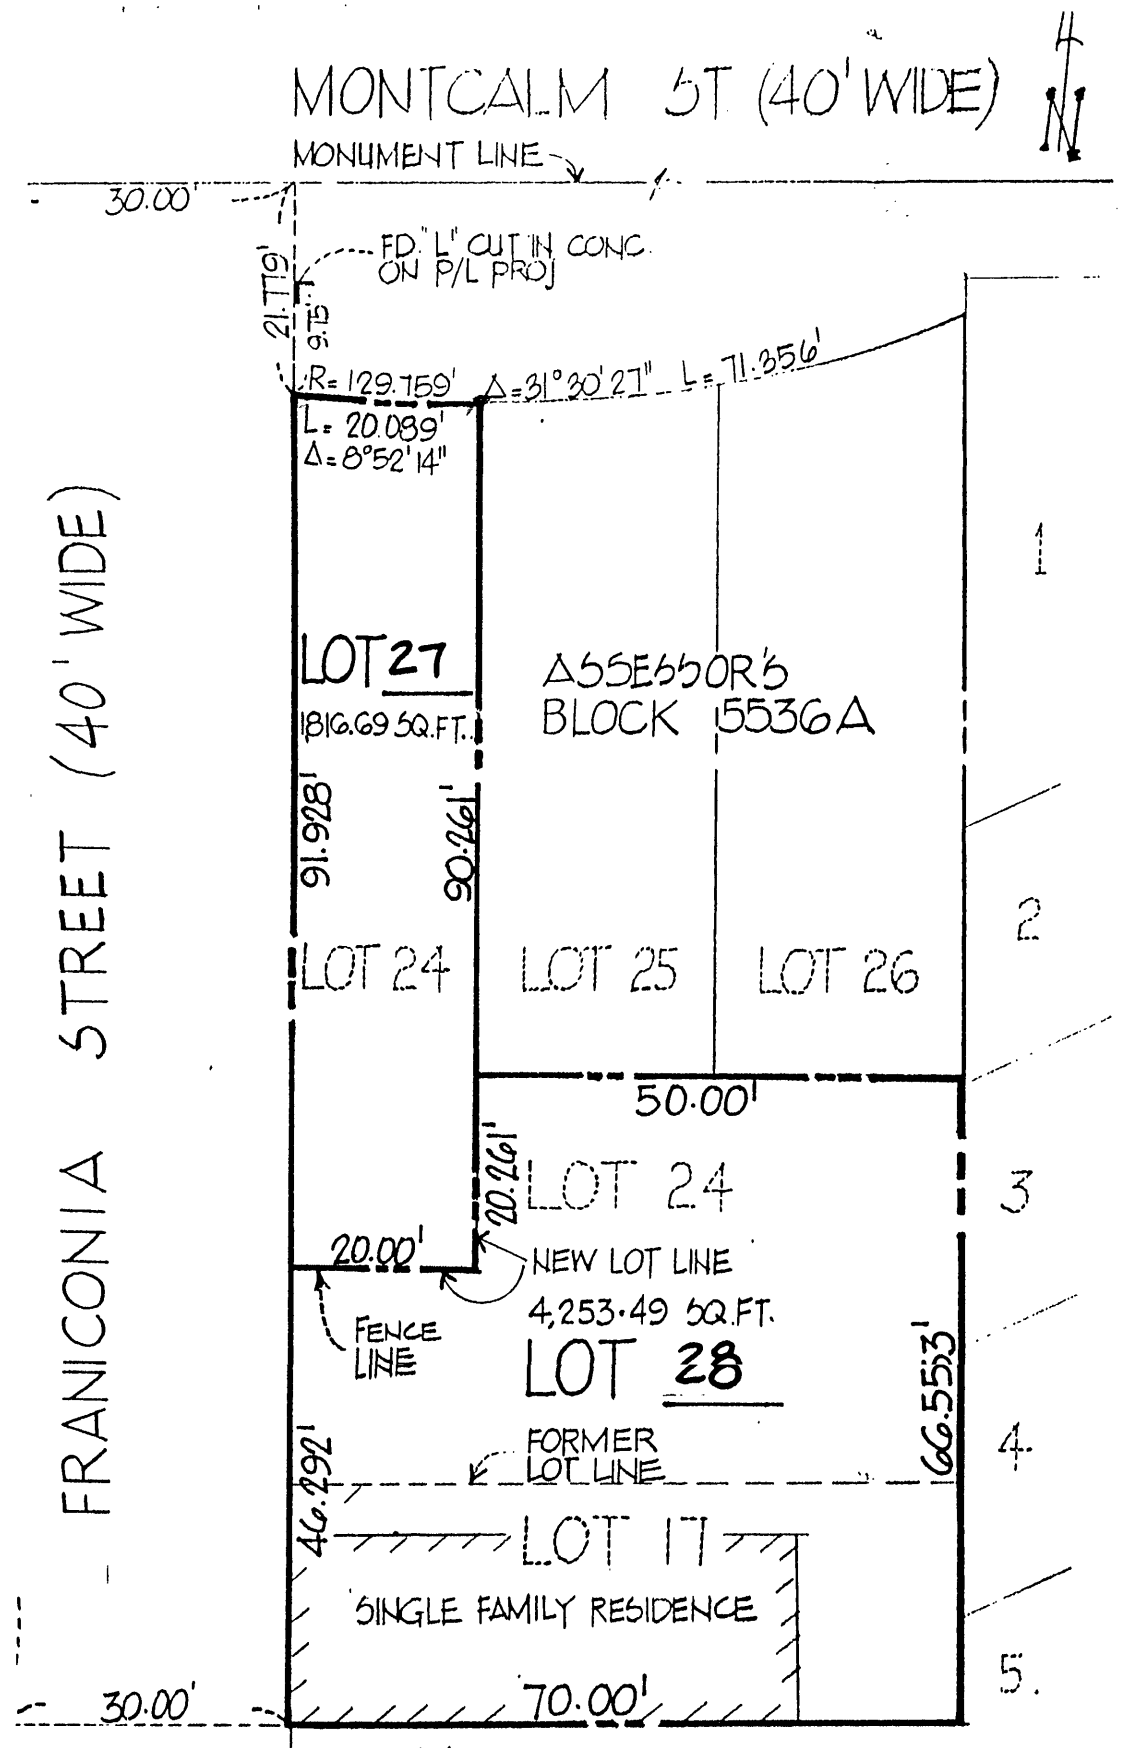 4
MONTCALM ST (40' WIDE)
N
MONUMENT LINE
30.00'
FD. "L" CUT IN CONC.
ON P/L PROJ
21.779'
9.75'
R= 129.759' Δ=31°30'27" L= 71.356'
L= 20.089'
Δ=8°52'14"
1
FRANICONIA STREET (40' WIDE)
LOT 27
1816.69 SQ.FT.
ASSESSOR'S
BLOCK 5536A
91.928'
90.261'
2
LOT 24 LOT 25 LOT 26
50.00'
20.261'
LOT 24
3
20.00'
NEW LOT LINE
4,253.49 SQ.FT.
FENCE
LINE
LOT 28
66.553'
FORMER
LOT LINE
4.
46.292'
LOT 17
SINGLE FAMILY RESIDENCE
5.
30.00'
70.00'